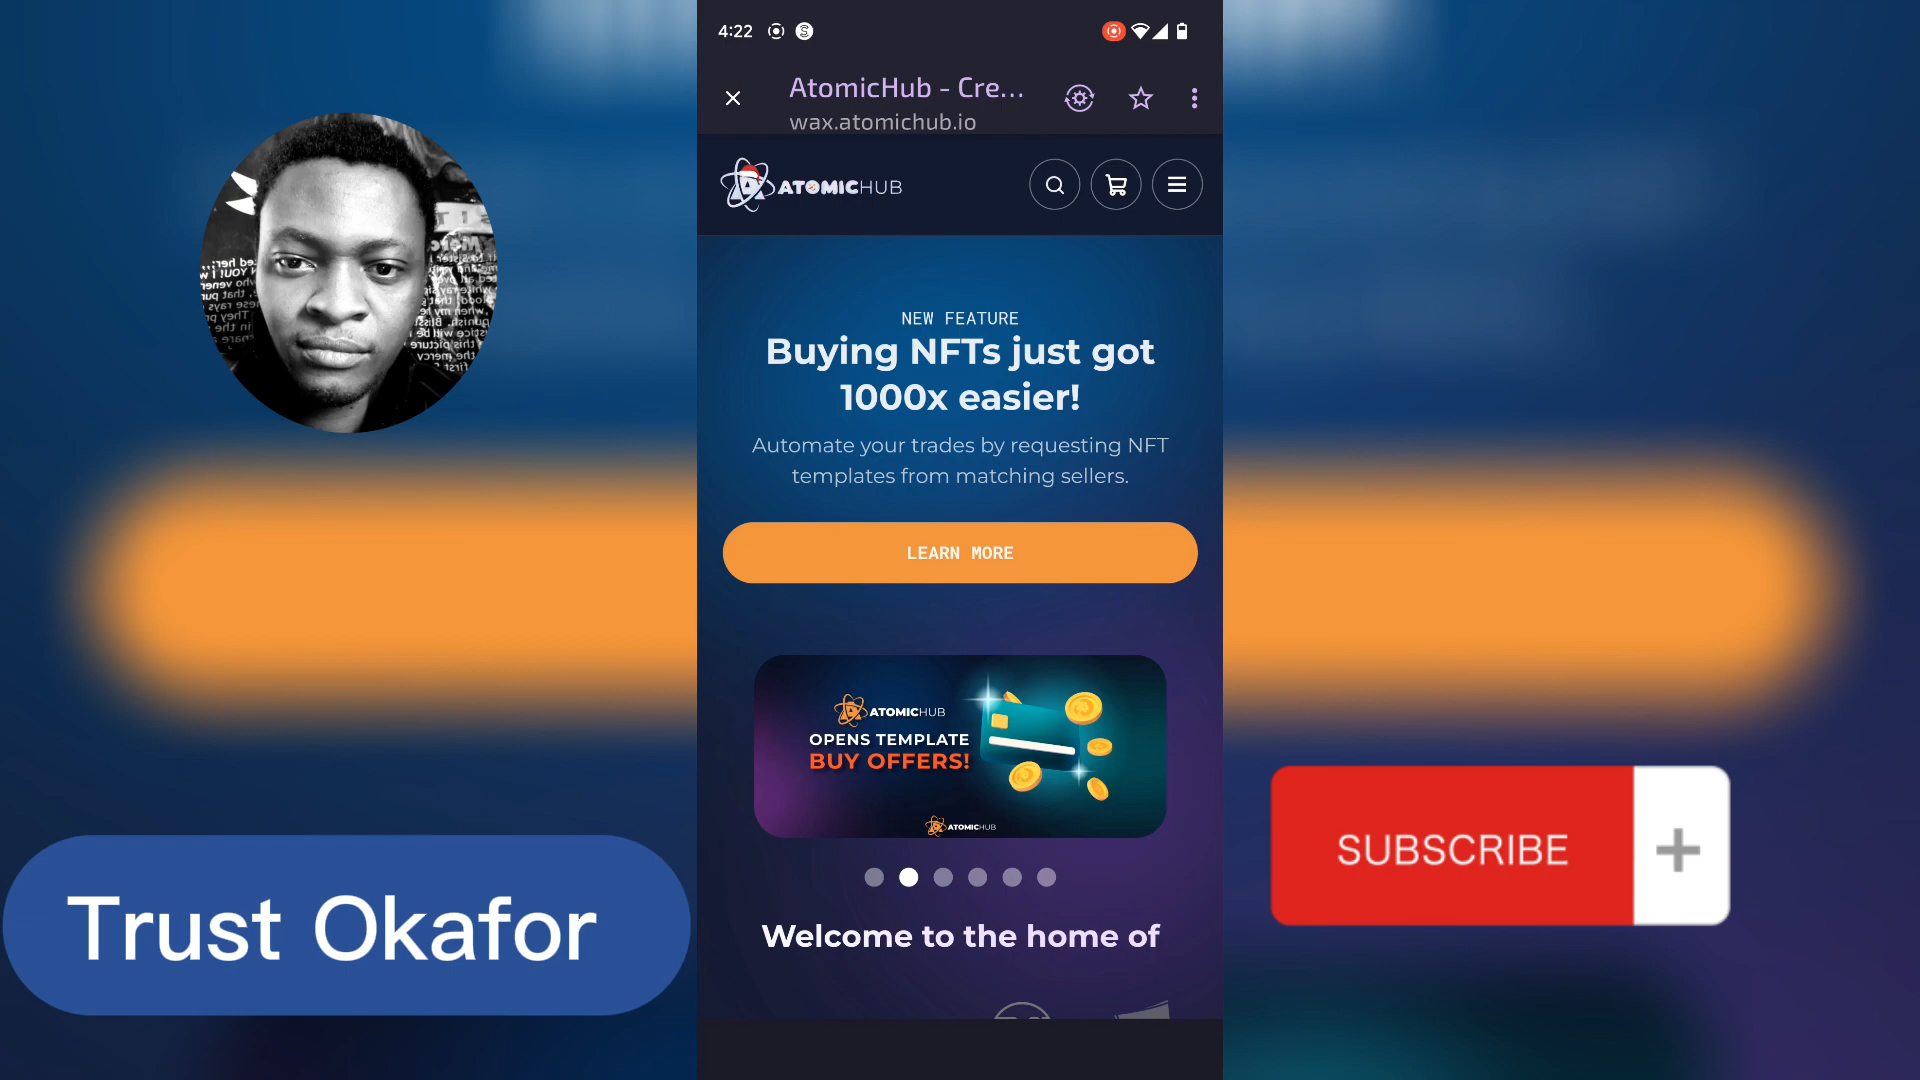 4:22
AtomicHub - Cre...
wax.atomichub.io
ATOMICHUB
NEW FEATURE
Buying NFTs just got
1000x easier!
Automate your trades by requesting NFT
templates from matching sellers.
LEARN MORE
ATOMICHUB
OPENS TEMPLATE
BUY OFFERS!
ATOMICHUB
Welcome to the home of
Trust Okafor
SUBSCRIBE